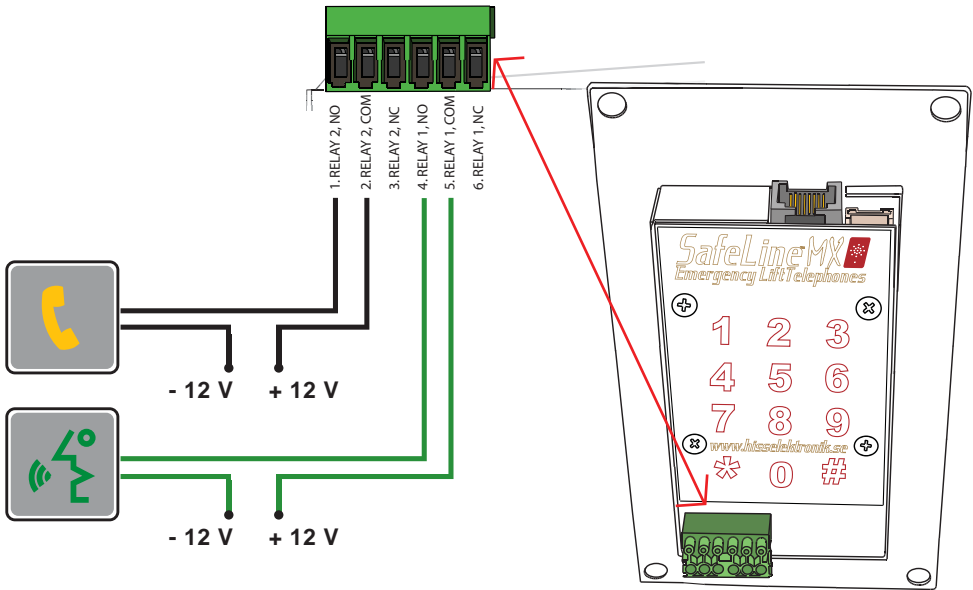 1. RELAY 2, NO
2. RELAY 2, COM
3. RELAY 2, NC
4. RELAY 1, NO
5. RELAY 1, COM
6. RELAY 1, NC
SafeLine MX
Emergency Lift Telephones
1 2 3
4 5 6
7 8 9
www.hisselektronik.se
* 0 #
- 12 V + 12 V
- 12 V + 12 V